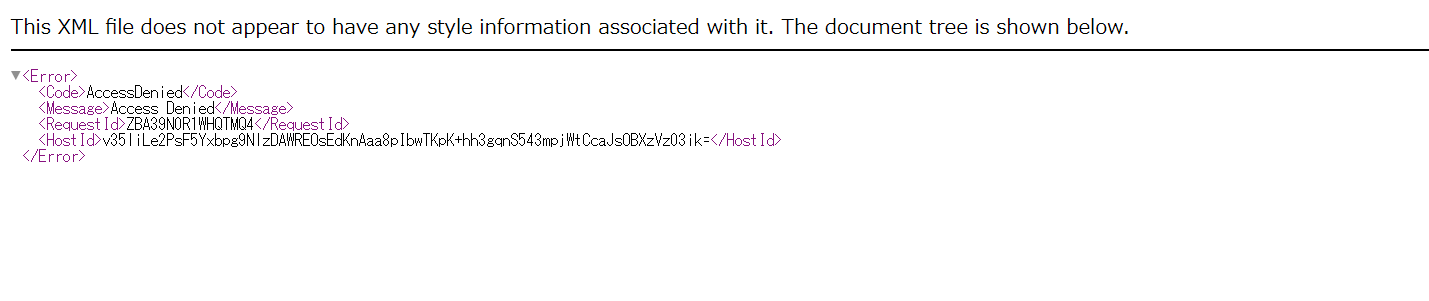 This XML file does not appear to have any style information associated with it. The document tree is shown below.
▼<Error>
<Code>AccessDenied</Code>
<Message>Access Denied</Message>
<RequestId>ZBA39N0R1WHQTMQ4</RequestId>
<HostId>v35IiLe2PsF5Yxbpg9NIzDAWREOsEdKnAaa8pIbwTKpK+hh3gqnS543mpjWtCcaJsOBXzVz03ik=</HostId>
</Error>